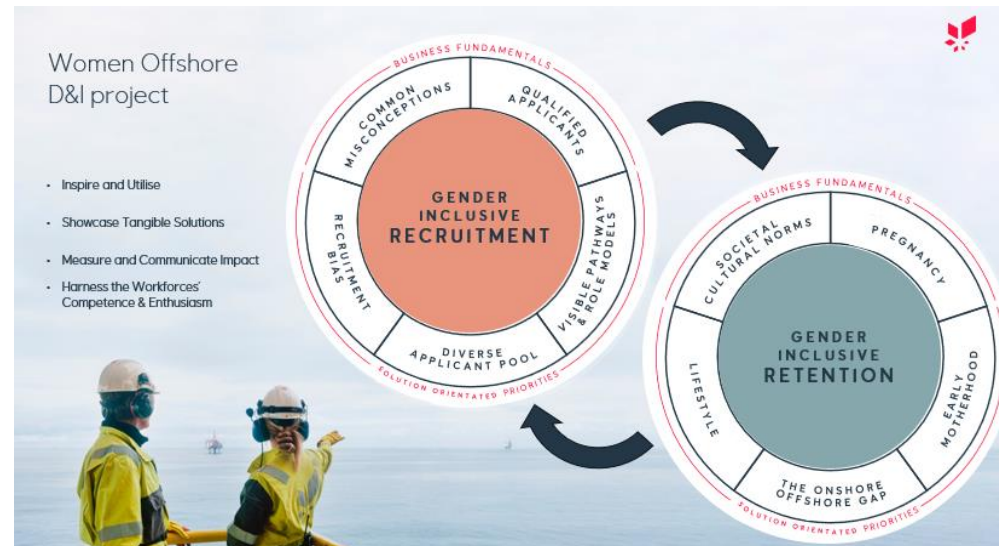 Women Offshore
D&I project
• Inspire and Utilise
• Showcase Tangible Solutions
• Measure and Communicate Impact
• Harness the Workforces'
Competence & Enthusiasm
BUSINESS FUNDAMENTALS
COMMON
MISCONCEPTIONS
QUALIFIED
APPLICANTS
VISIBLE PATHWAYS
& ROLE MODELS
DIVERSE
APPLICANT POOL
RECRUITMENT
BIAS
GENDER
INCLUSIVE
RECRUITMENT
SOLUTION ORIENTATED PRIORITIES
BUSINESS FUNDAMENTALS
SOCIETAL
CULTURAL NORMS
PREGNANCY
EARLY
MOTHERHOOD
THE ONSHORE
OFFSHORE GAP
LIFESTYLE
GENDER
INCLUSIVE
RETENTION
SOLUTION ORIENTATED PRIORITIES